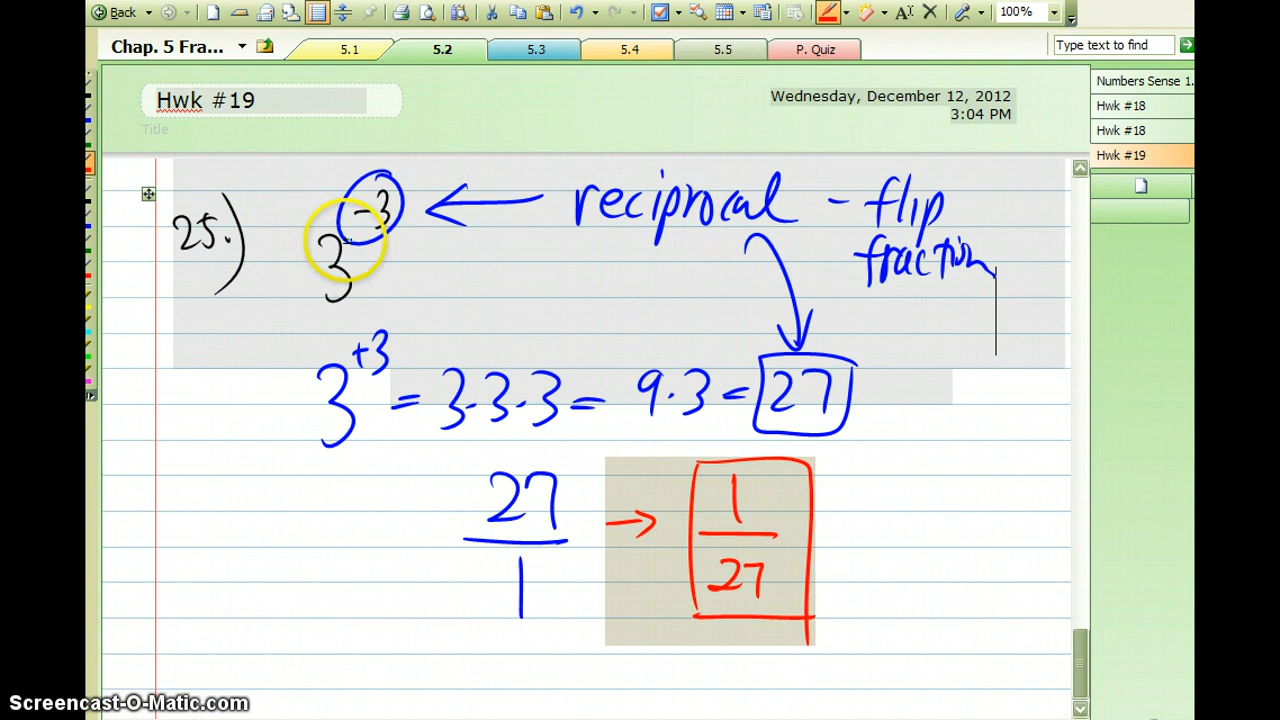 Back
100%
Chap. 5 Fra...
5.1
5.2
5.3
5.4
5.5
P. Quiz
Type text to find
Hwk #19
Title
Wednesday, December 12, 2012
3:04 PM
Numbers Sense 1.
Hwk #18
Hwk #18
Hwk #19
25.) 3^-3 ← reciprocal - flip
fraction
3^+3 = 3·3·3 = 9·3 = 27
27/1 → 1/27
Screencast-O-Matic.com